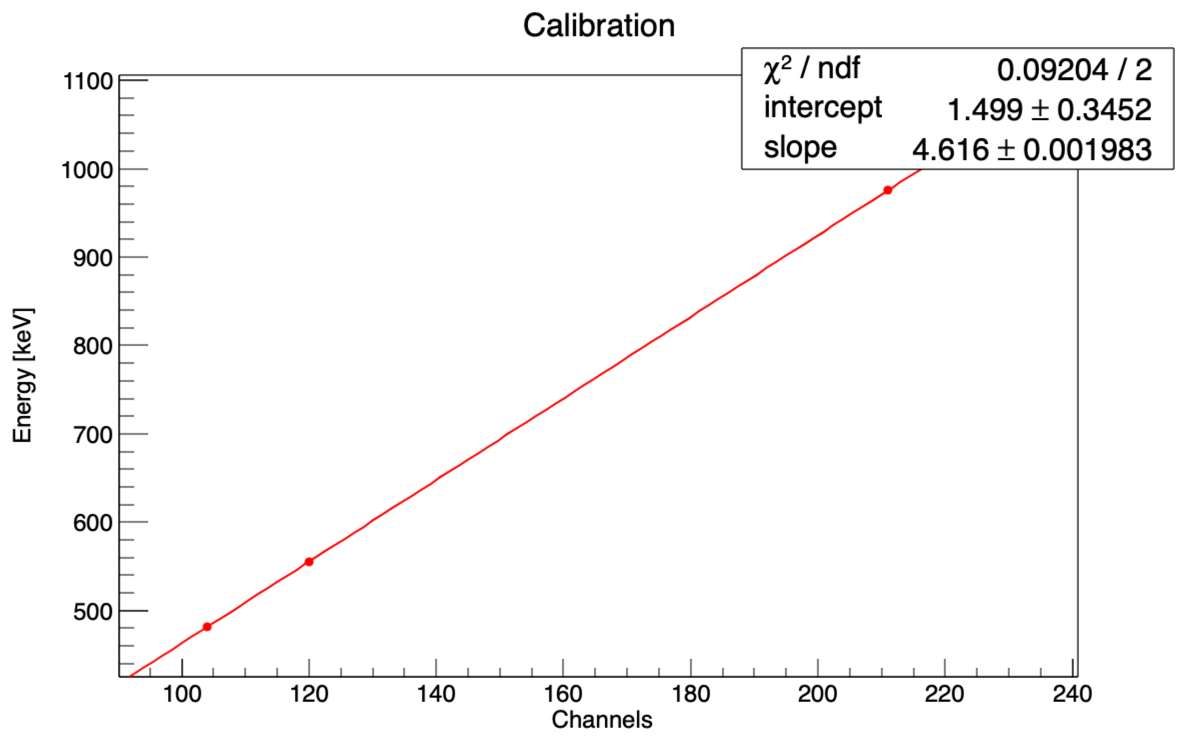 Calibration
χ² / ndf 0.09204 / 2
intercept 1.499 ± 0.3452
slope 4.616 ± 0.001983
1100
1000
900
800
700
600
500
Energy [keV]
100 120 140 160 180 200 220 240
Channels